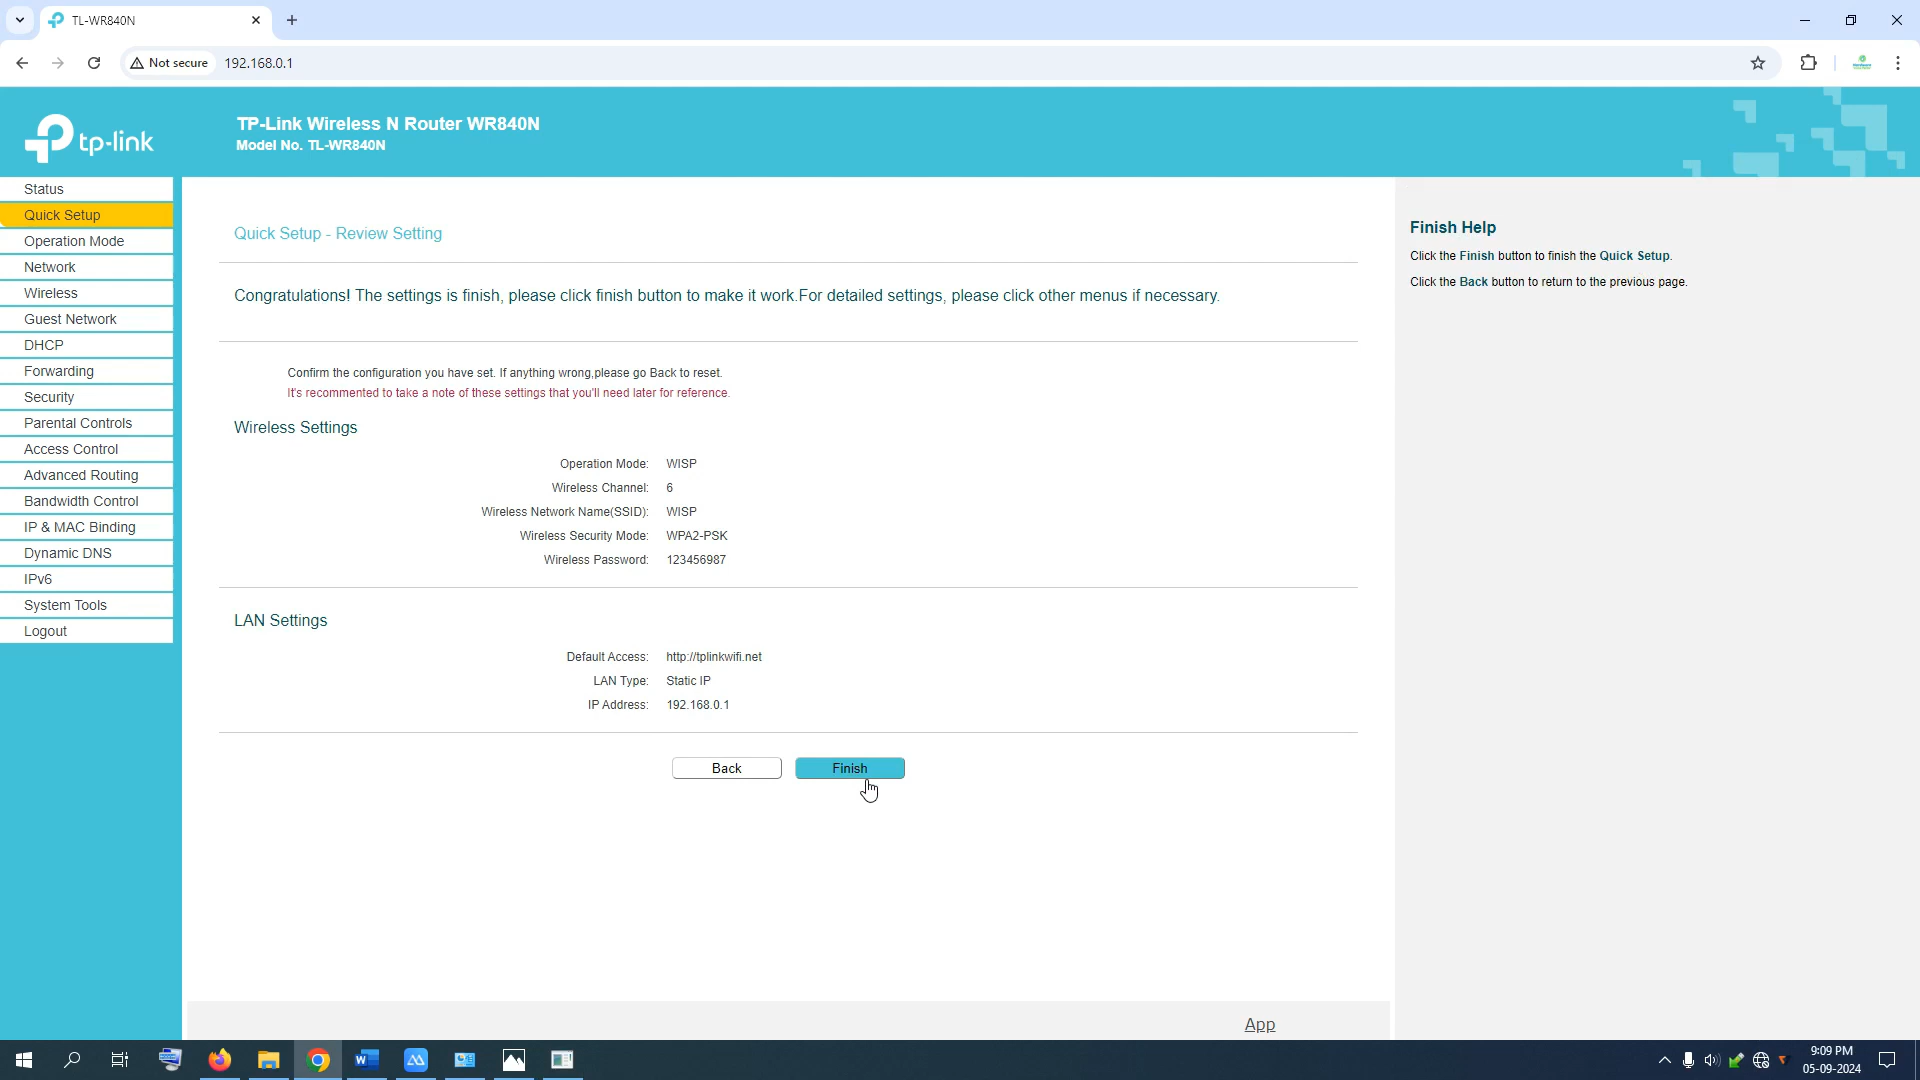 TL-WR840N
Not secure
192.168.0.1
tp-link
TP-Link Wireless N Router WR840N
Model No. TL-WR840N
Status
Quick Setup
Operation Mode
Network
Wireless
Guest Network
DHCP
Forwarding
Security
Parental Controls
Access Control
Advanced Routing
Bandwidth Control
IP & MAC Binding
Dynamic DNS
IPv6
System Tools
Logout
Quick Setup - Review Setting
Congratulations! The settings is finish, please click finish button to make it work.For detailed settings, please click other menus if necessary.
Confirm the configuration you have set. If anything wrong,please go Back to reset.
It's recommented to take a note of these settings that you'll need later for reference.
Wireless Settings
Operation Mode: WISP
Wireless Channel: 6
Wireless Network Name(SSID): WISP
Wireless Security Mode: WPA2-PSK
Wireless Password: 123456987
LAN Settings
Default Access: http://tplinkwifi.net
LAN Type: Static IP
IP Address: 192.168.0.1
Back
Finish
Finish Help
Click the Finish button to finish the Quick Setup.
Click the Back button to return to the previous page.
App
9:09 PM
05-09-2024